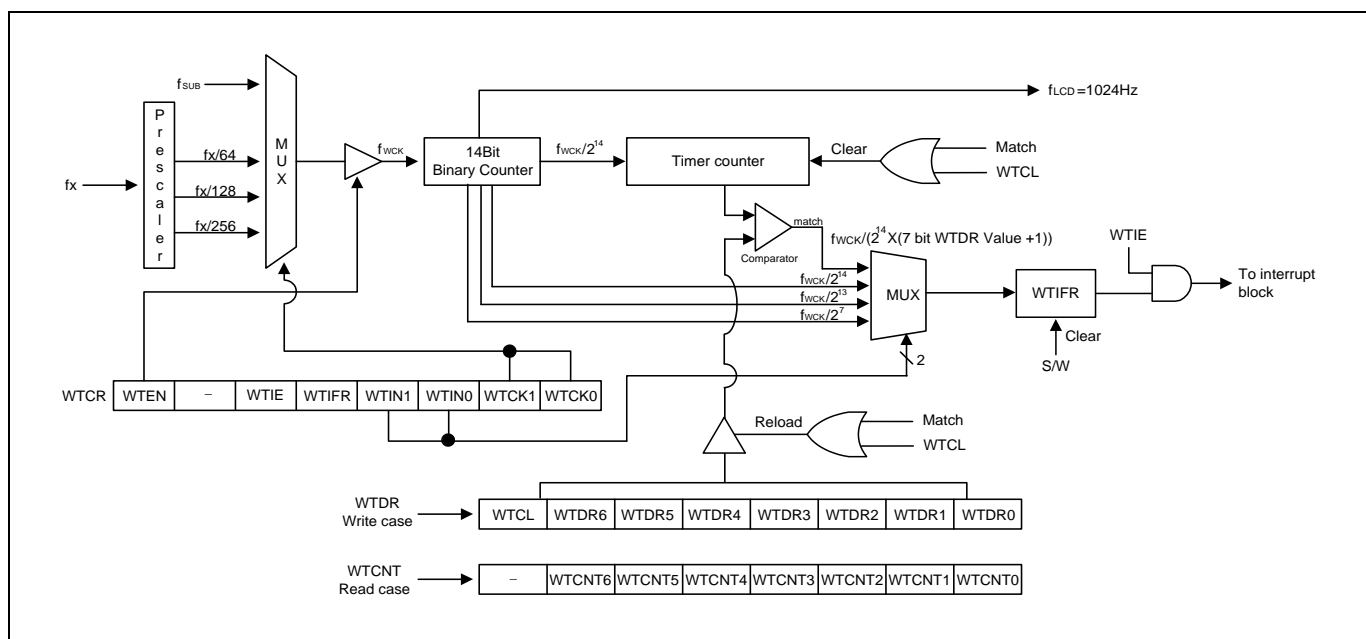 fSUB
Prescaler
fx
fx/64
fx/128
fx/256
MUX
fWCK
14Bit
Binary Counter
fLCD=1024Hz
fWCK/2^14
Timer counter
Clear
Match
WTCL
Comparator
match
fWCK/(2^14 X(7 bit WTDR Value +1))
fWCK/2^14
fWCK/2^13
fWCK/2^7
MUX
2
WTIFR
Clear
S/W
WTIE
To interrupt
block
WTCR WTEN – WTIE WTIFR WTIN1 WTIN0 WTCK1 WTCK0
Reload
Match
WTCL
WTDR
Write case
WTCL WTDR6 WTDR5 WTDR4 WTDR3 WTDR2 WTDR1 WTDR0
WTCNT
Read case
– WTCNT6 WTCNT5 WTCNT4 WTCNT3 WTCNT2 WTCNT1 WTCNT0